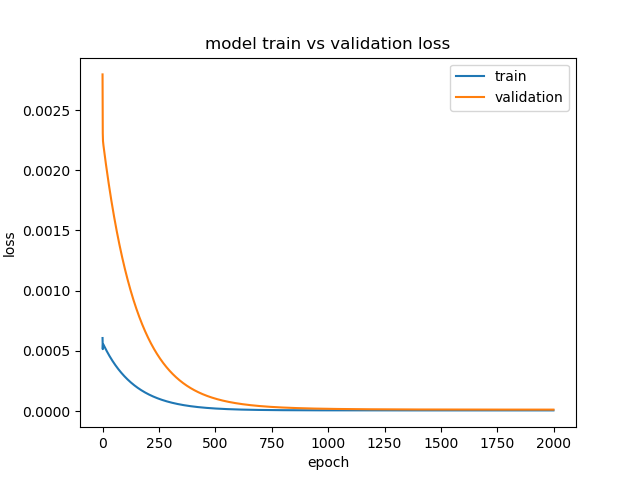 model train vs validation loss
train
validation
0.0025
0.0020
0.0015
0.0010
0.0005
0.0000
loss
0 250 500 750 1000 1250 1500 1750 2000
epoch